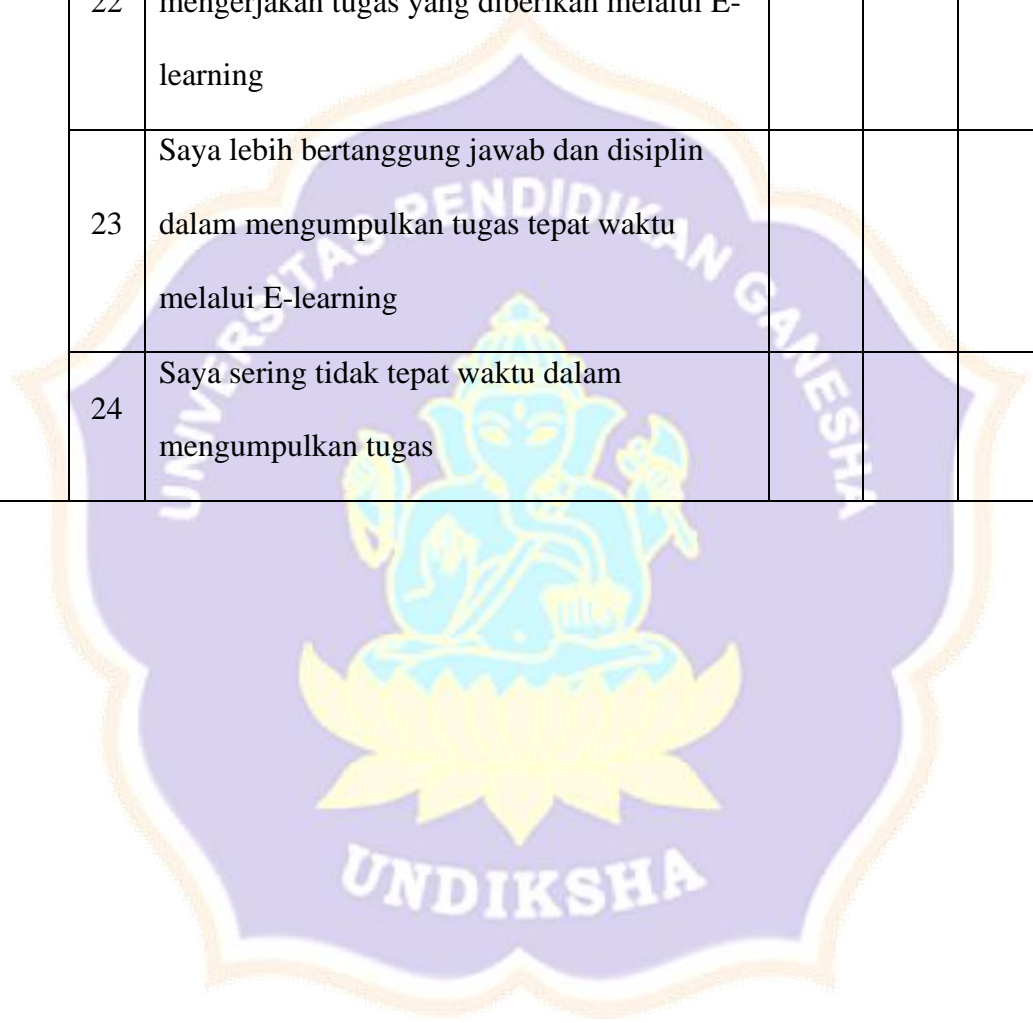 22
mengerjakan tugas yang diberikan melalui E-
learning
23
Saya lebih bertanggung jawab dan disiplin
dalam mengumpulkan tugas tepat waktu
melalui E-learning
24
Saya sering tidak tepat waktu dalam
mengumpulkan tugas
UNIVERSITAS PENDIDIKAN GANESHA
UNDIKSHA